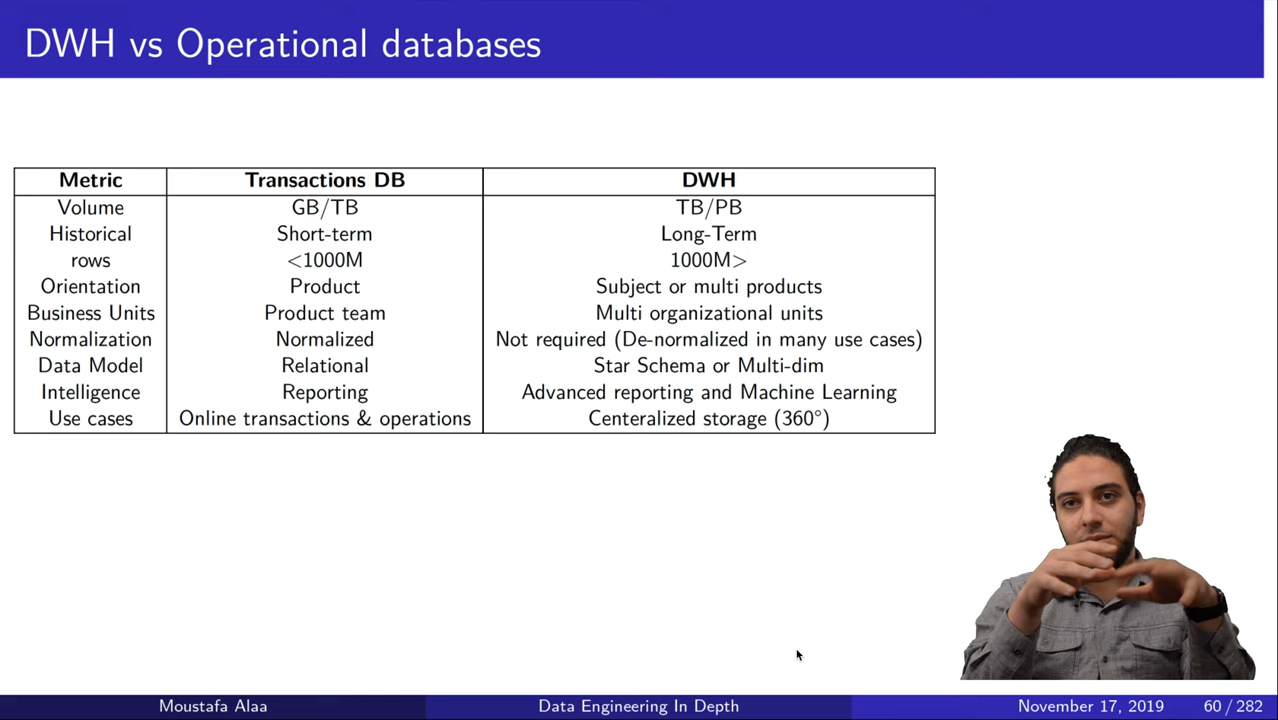 DWH vs Operational databases
Metric Transactions DB DWH
Volume GB/TB TB/PB
Historical Short-term Long-Term
rows <1000M 1000M>
Orientation Product Subject or multi products
Business Units Product team Multi organizational units
Normalization Normalized Not required (De-normalized in many use cases)
Data Model Relational Star Schema or Multi-dim
Intelligence Reporting Advanced reporting and Machine Learning
Use cases Online transactions & operations Centeralized storage (360°)
Moustafa Alaa Data Engineering In Depth November 17, 2019 60 / 282